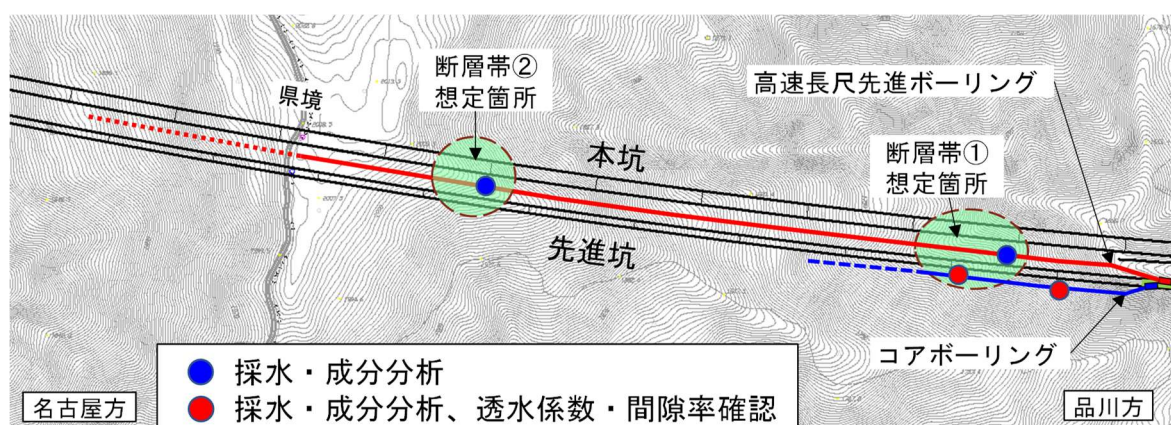 断層帯②
想定箇所
高速長尺先進ボーリング
県境
断層帯①
想定箇所
本坑
先進坑
コアボーリング
採水・成分分析
採水・成分分析、透水係数・間隙率確認
名古屋方
品川方